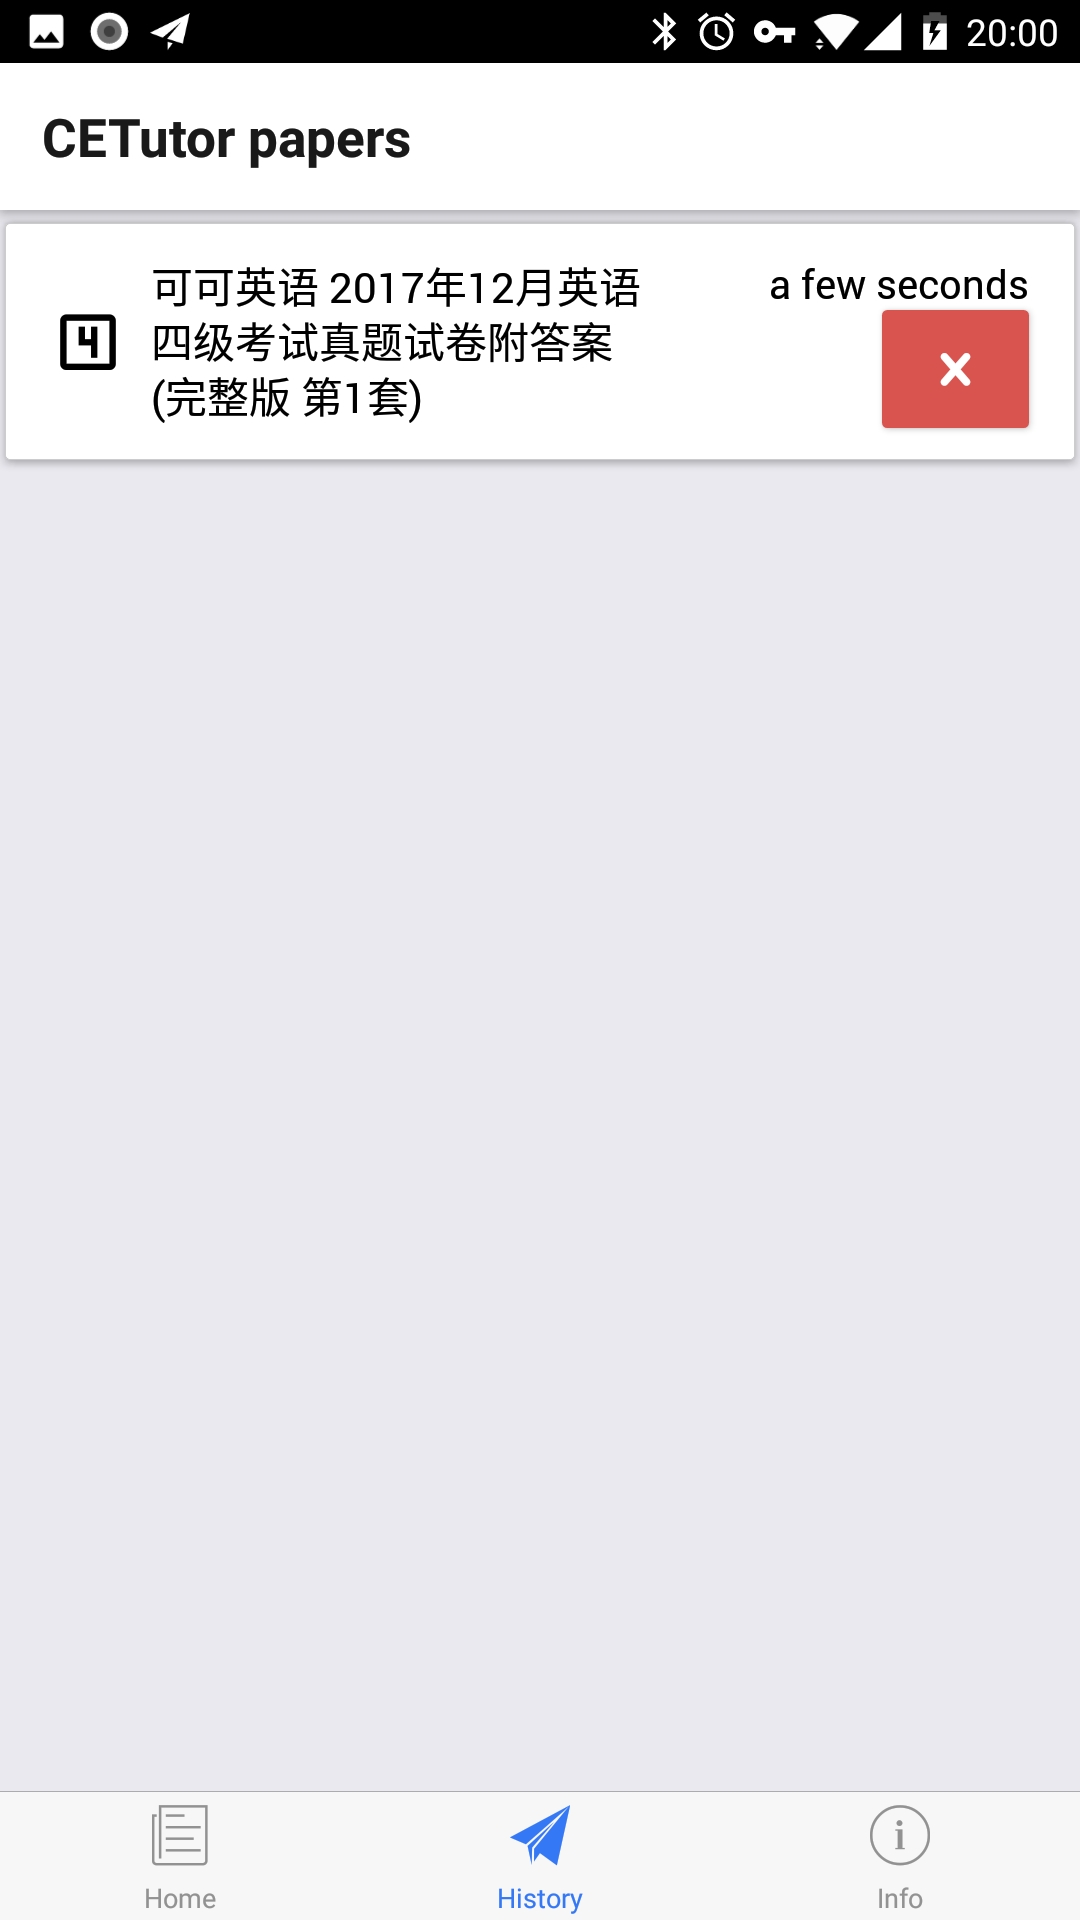 20:00
CETutor papers
可可英语 2017年12月英语
四级考试真题试卷附答案
(完整版 第1套)
a few seconds
4
Home
History
Info